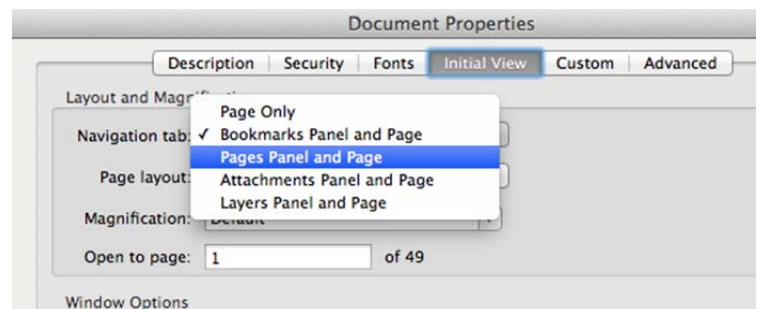 Document Properties
Description Security Fonts Initial View Custom Advanced
Layout and Magnification
Page Only
Navigation tab: ✓ Bookmarks Panel and Page
Pages Panel and Page
Page layout: Attachments Panel and Page
Layers Panel and Page
Magnification: Default
Open to page: 1 of 49
Window Options